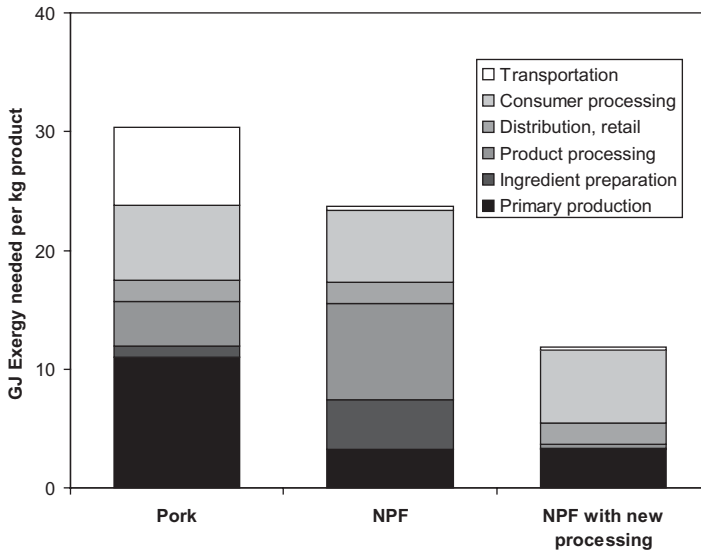 GJ Exergy needed per kg product
40
30
20
10
0
Transportation
Consumer processing
Distribution, retail
Product processing
Ingredient preparation
Primary production
Pork
NPF
NPF with new
processing